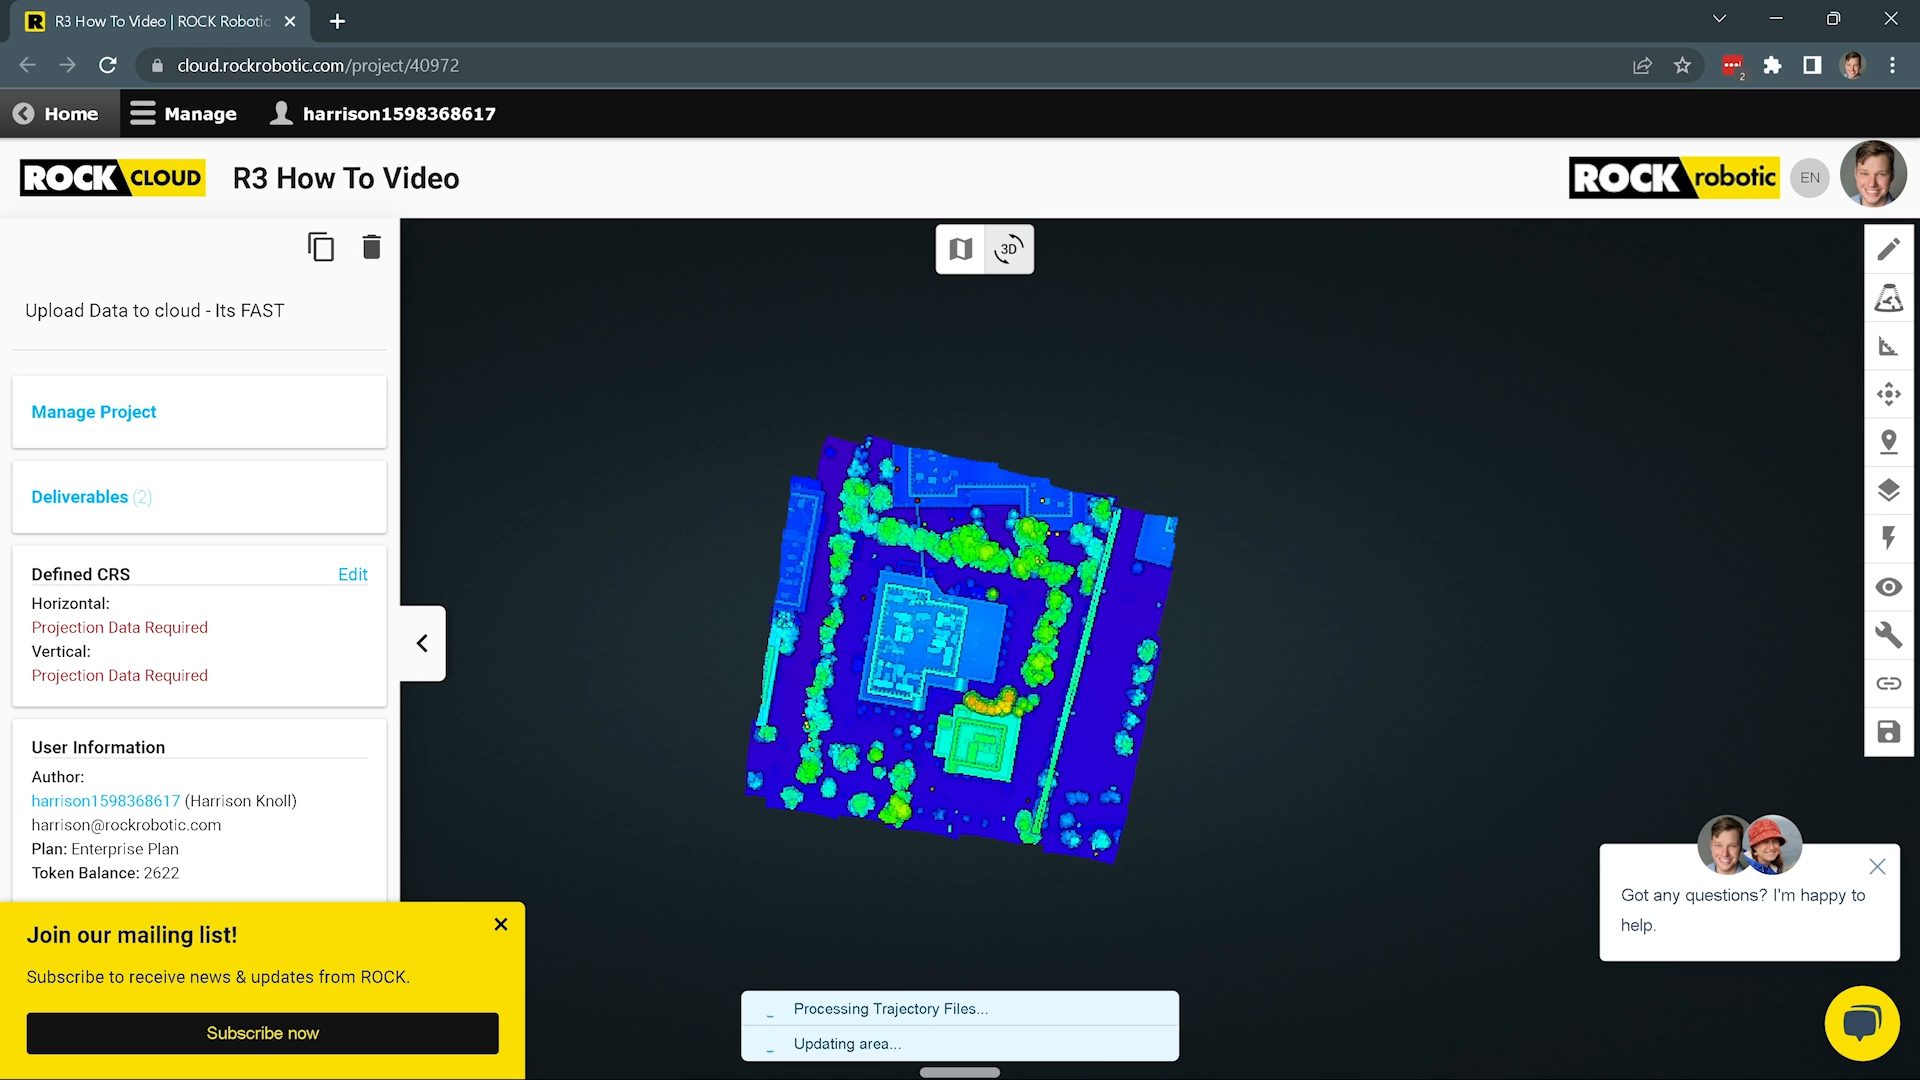 R3 How To Video | ROCK Robotic
cloud.rockrobotic.com/project/40972
2
Home
Manage
harrison1598368617
ROCK CLOUD
R3 How To Video
ROCK robotic
EN
3D
Upload Data to cloud - Its FAST
Manage Project
Deliverables (2)
Defined CRS
Edit
Horizontal:
Projection Data Required
Vertical:
Projection Data Required
User Information
Author:
harrison1598368617 (Harrison Knoll)
harrison@rockrobotic.com
Plan: Enterprise Plan
Token Balance: 2622
Join our mailing list!
Subscribe to receive news & updates from ROCK.
Subscribe now
Processing Trajectory Files...
Updating area...
Got any questions? I'm happy to
help.